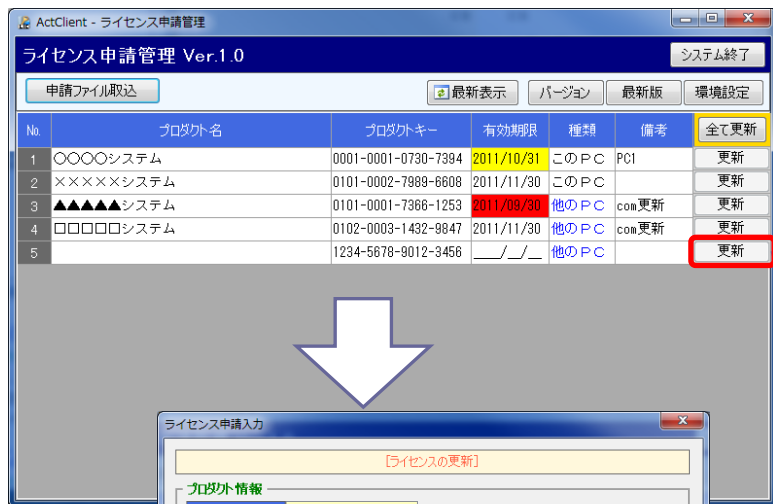 ActClient - ライセンス申請管理
ライセンス申請管理 Ver.1.0 システム終了
申請ファイル取込 最新表示 バージョン 最新版 環境設定
No. プロダクト名 プロダクトキー 有効期限 種類 備考 全て更新
1 ○○○○システム 0001-0001-0730-7394 2011/10/31 このPC PC1 更新
2 ×××××システム 0101-0002-7989-6608 2011/11/30 このPC 更新
3 ▲▲▲▲▲システム 0101-0001-7366-1253 2011/09/30 他のPC com更新 更新
4 □□□□□システム 0102-0003-1432-9847 2011/11/30 他のPC com更新 更新
5 1234-5678-9012-3456 ____/__/__ 他のPC 更新
ライセンス申請入力
[ライセンスの更新]
プロダクト情報